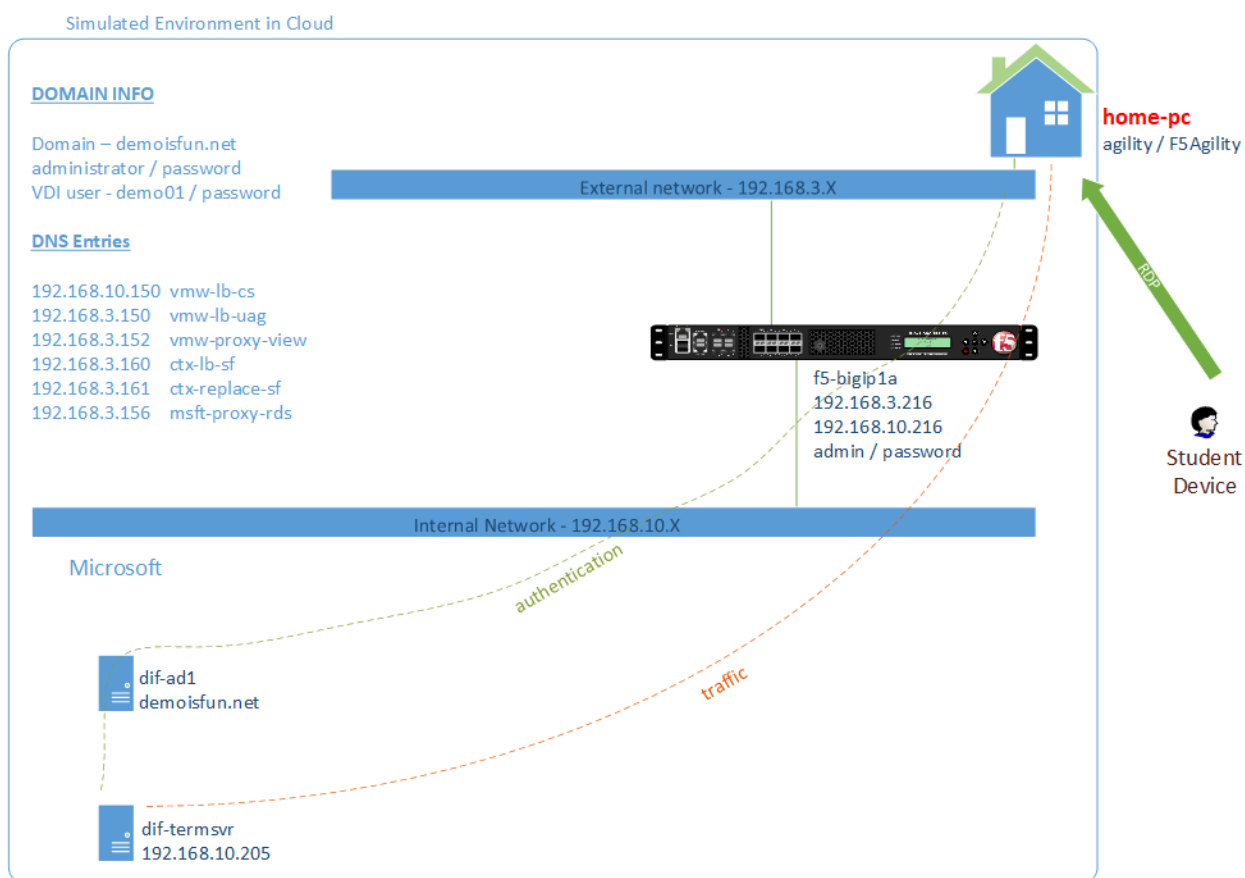 Simulated Environment in Cloud
DOMAIN INFO
Domain – demoisfun.net
administrator / password
VDI user - demo01 / password
DNS Entries
192.168.10.150 vmw-lb-cs
192.168.3.150 vmw-lb-uag
192.168.3.152 vmw-proxy-view
192.168.3.160 ctx-lb-sf
192.168.3.161 ctx-replace-sf
192.168.3.156 msft-proxy-rds
home-pc
agility / F5Agility
External network - 192.168.3.X
RDP
f5
f5-bigip1a
192.168.3.216
192.168.10.216
admin / password
Student
Device
Internal Network - 192.168.10.X
Microsoft
authentication
traffic
dif-ad1
demoisfun.net
dif-termsvr
192.168.10.205